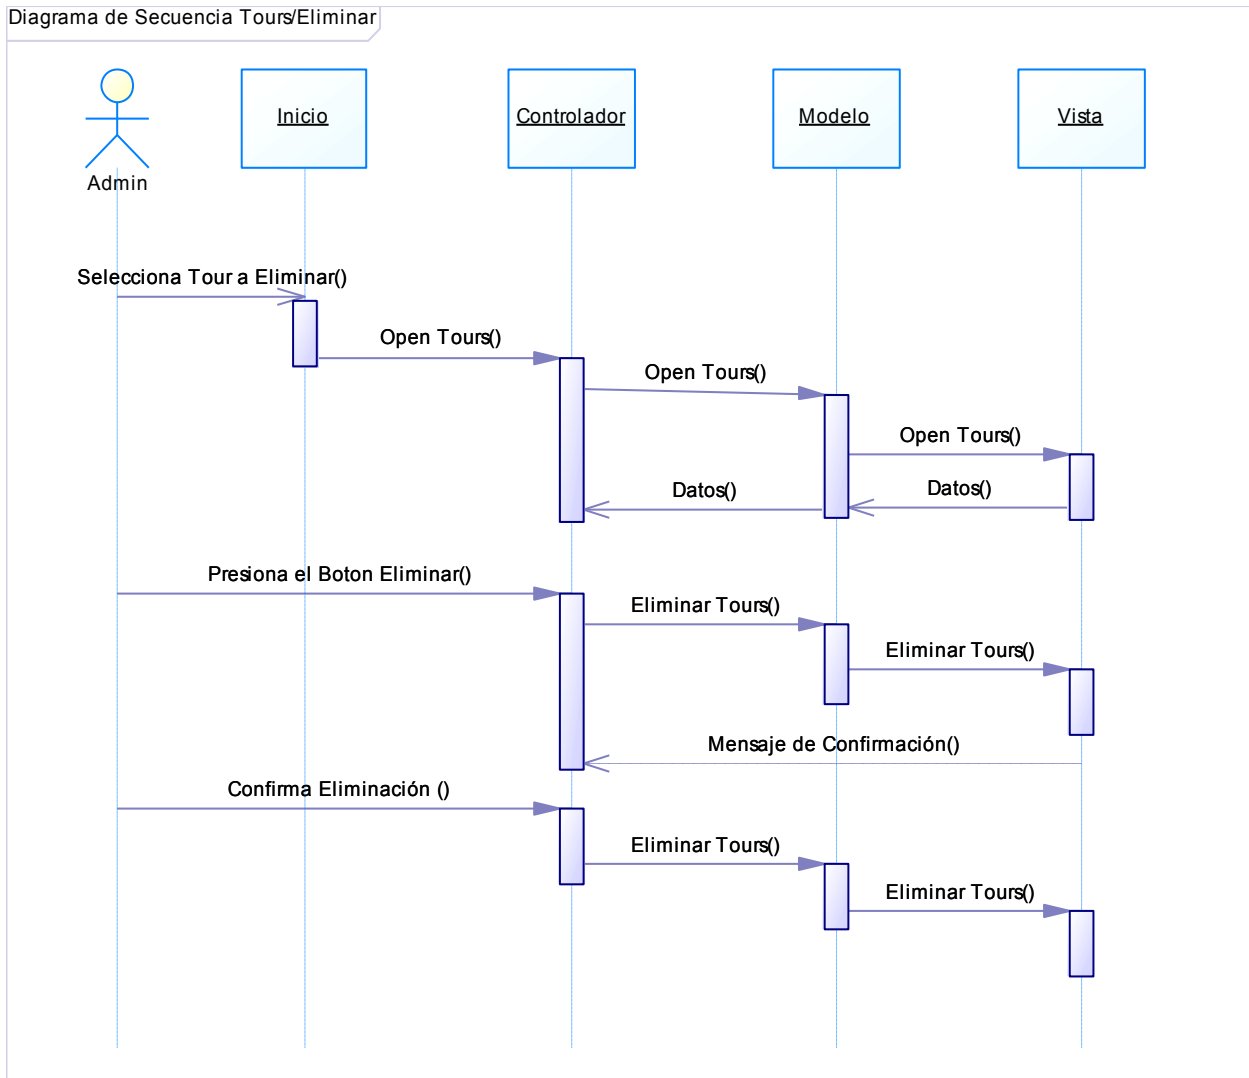 Diagrama de Secuencia Tours/Eliminar
Inicio
Controlador
Modelo
Vista
Admin
Selecciona Tour a Eliminar()
Open Tours()
Open Tours()
Open Tours()
Datos()
Datos()
Presiona el Boton Eliminar()
Eliminar Tours()
Eliminar Tours()
Mensaje de Confirmación()
Confirma Eliminación ()
Eliminar Tours()
Eliminar Tours()